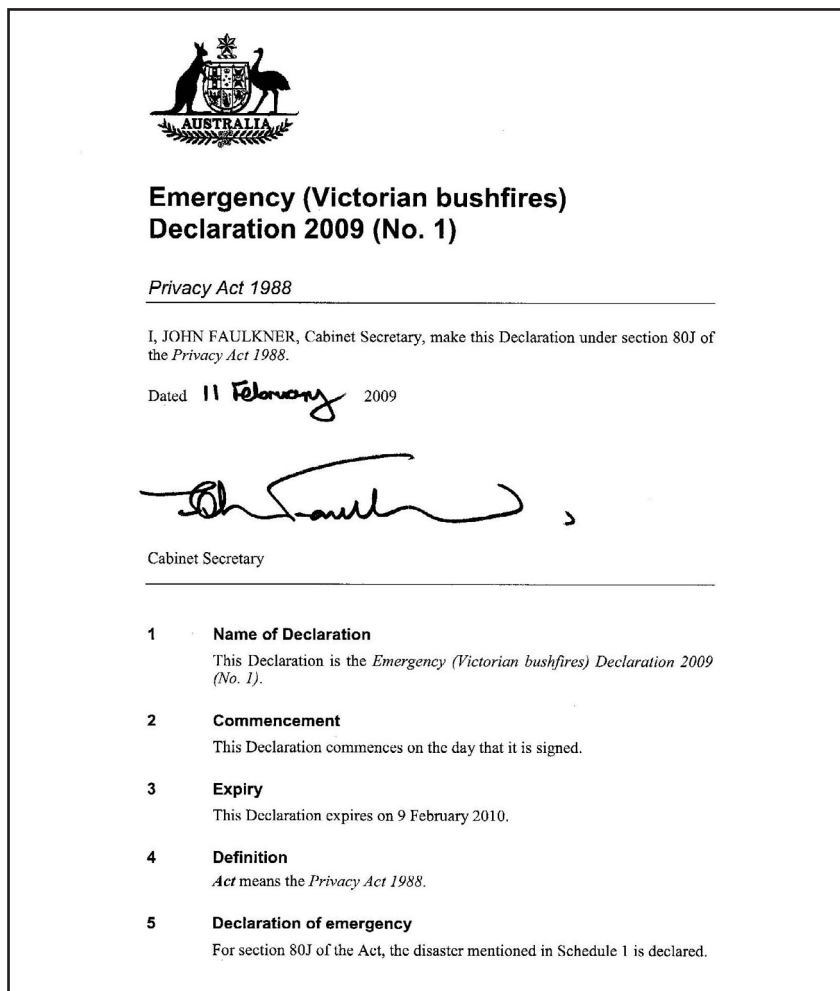 AUSTRALIA
Emergency (Victorian bushfires)
Declaration 2009 (No. 1)
Privacy Act 1988
I, JOHN FAULKNER, Cabinet Secretary, make this Declaration under section 80J of
the Privacy Act 1988.
Dated 11 February 2009
John Faulkner
Cabinet Secretary
1 Name of Declaration
This Declaration is the Emergency (Victorian bushfires) Declaration 2009
(No. 1).
2 Commencement
This Declaration commences on the day that it is signed.
3 Expiry
This Declaration expires on 9 February 2010.
4 Definition
Act means the Privacy Act 1988.
5 Declaration of emergency
For section 80J of the Act, the disaster mentioned in Schedule 1 is declared.